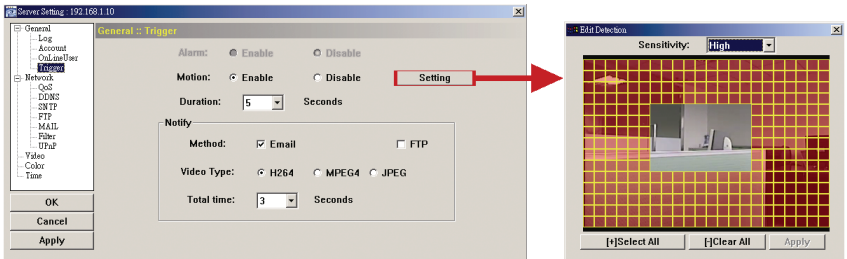 Server Setting : 192.168.1.10
General
Log
Account
OnLineUser
Trigger
Network
QoS
DDNS
SNTP
FTP
MAIL
Filter
UPnP
Video
Color
Time
OK
Cancel
Apply
General :: Trigger
Alarm: Enable Disable
Motion: Enable Disable Setting
Duration: 5 Seconds
Notify
Method: Email FTP
Video Type: H264 MPEG4 JPEG
Total time: 3 Seconds
Edit Detection
Sensitivity: High
[+]Select All [-]Clear All Apply